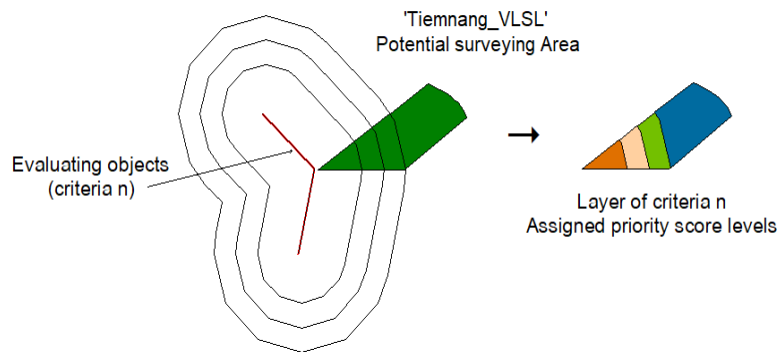 'Tiemnang_VLSL'
Potential surveying Area
Evaluating objects
(criteria n)
Layer of criteria n
Assigned priority score levels